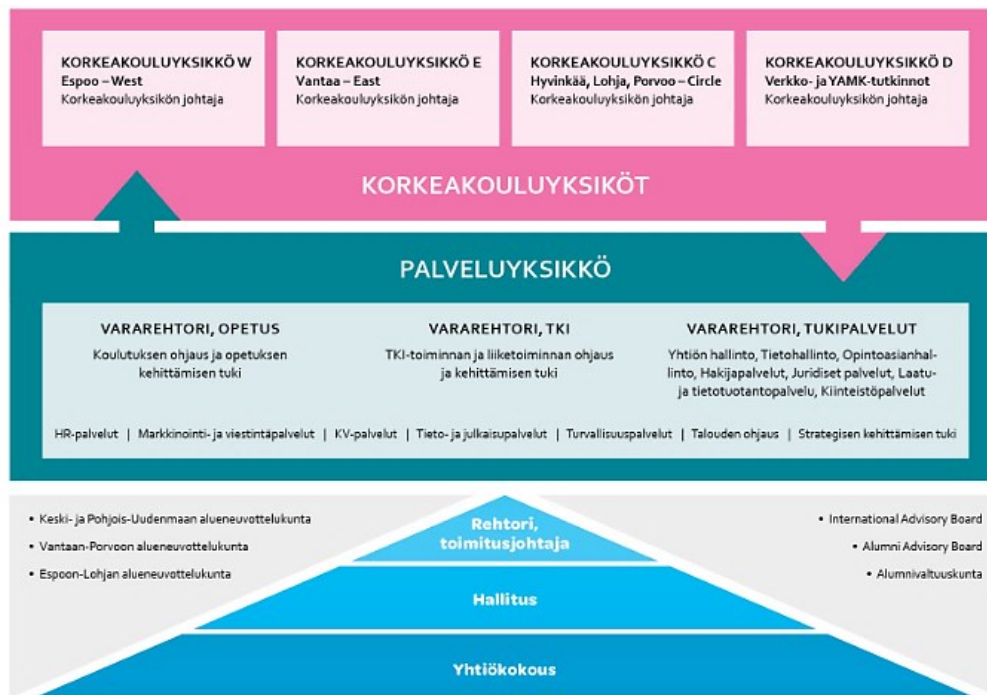 KORKEAKOULUYKSIKKÖ W
Espoo – West
Korkeakouluyksikön johtaja
KORKEAKOULUYKSIKKÖ E
Vantaa – East
Korkeakouluyksikön johtaja
KORKEAKOULUYKSIKKÖ C
Hyvinkää, Lohja, Porvoo – Circle
Korkeakouluyksikön johtaja
KORKEAKOULUYKSIKKÖ D
Verkko- ja YAMK-tutkinnot
Korkeakouluyksikön johtaja
KORKEAKOULUYKSIKÖT
PALVELUYKSIKKÖ
VARAREHTORI, OPETUS
Koulutuksen ohjaus ja opetuksen
kehittämisen tuki
VARAREHTORI, TKI
TKI-toiminnan ja liiketoiminnan ohjaus
ja kehittämisen tuki
VARAREHTORI, TUKIPALVELUT
Yhtiön hallinto, Tietohallinto, Opintoasianhal-
linto, Hakijapalvelut, Juridiset palvelut, Laatu-
ja tietotuotantopalvelu, Kiinteistöpalvelut
HR-palvelut | Markkinointi- ja viestintäpalvelut | KV-palvelut | Tieto- ja julkaisupalvelut | Turvallisuuspalvelut | Talouden ohjaus | Strategisen kehittämisen tuki
• Keski- ja Pohjois-Uudenmaan alueneuvottelukunta
• Vantaan-Porvoon alueneuvottelukunta
• Espoon-Lohjan alueneuvottelukunta
Rehtori,
toimitusjohtaja
Hallitus
Yhtiökokous
• International Advisory Board
• Alumni Advisory Board
• Alumnivaltuuskunta